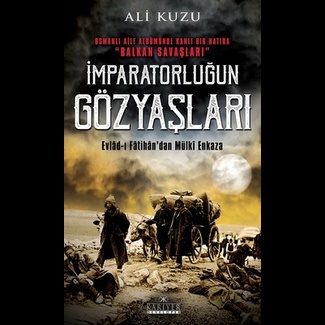 ALİ KUZU
OSMANLI AİLE ALBÜMÜNDE KANLI BİR HATIRA
"BALKAN SAVAŞLARI"
İMPARATORLUĞUN
GÖZYAŞLARI
Evlâd-ı Fâtihân'dan Mülkî Enkaza
KARİYER